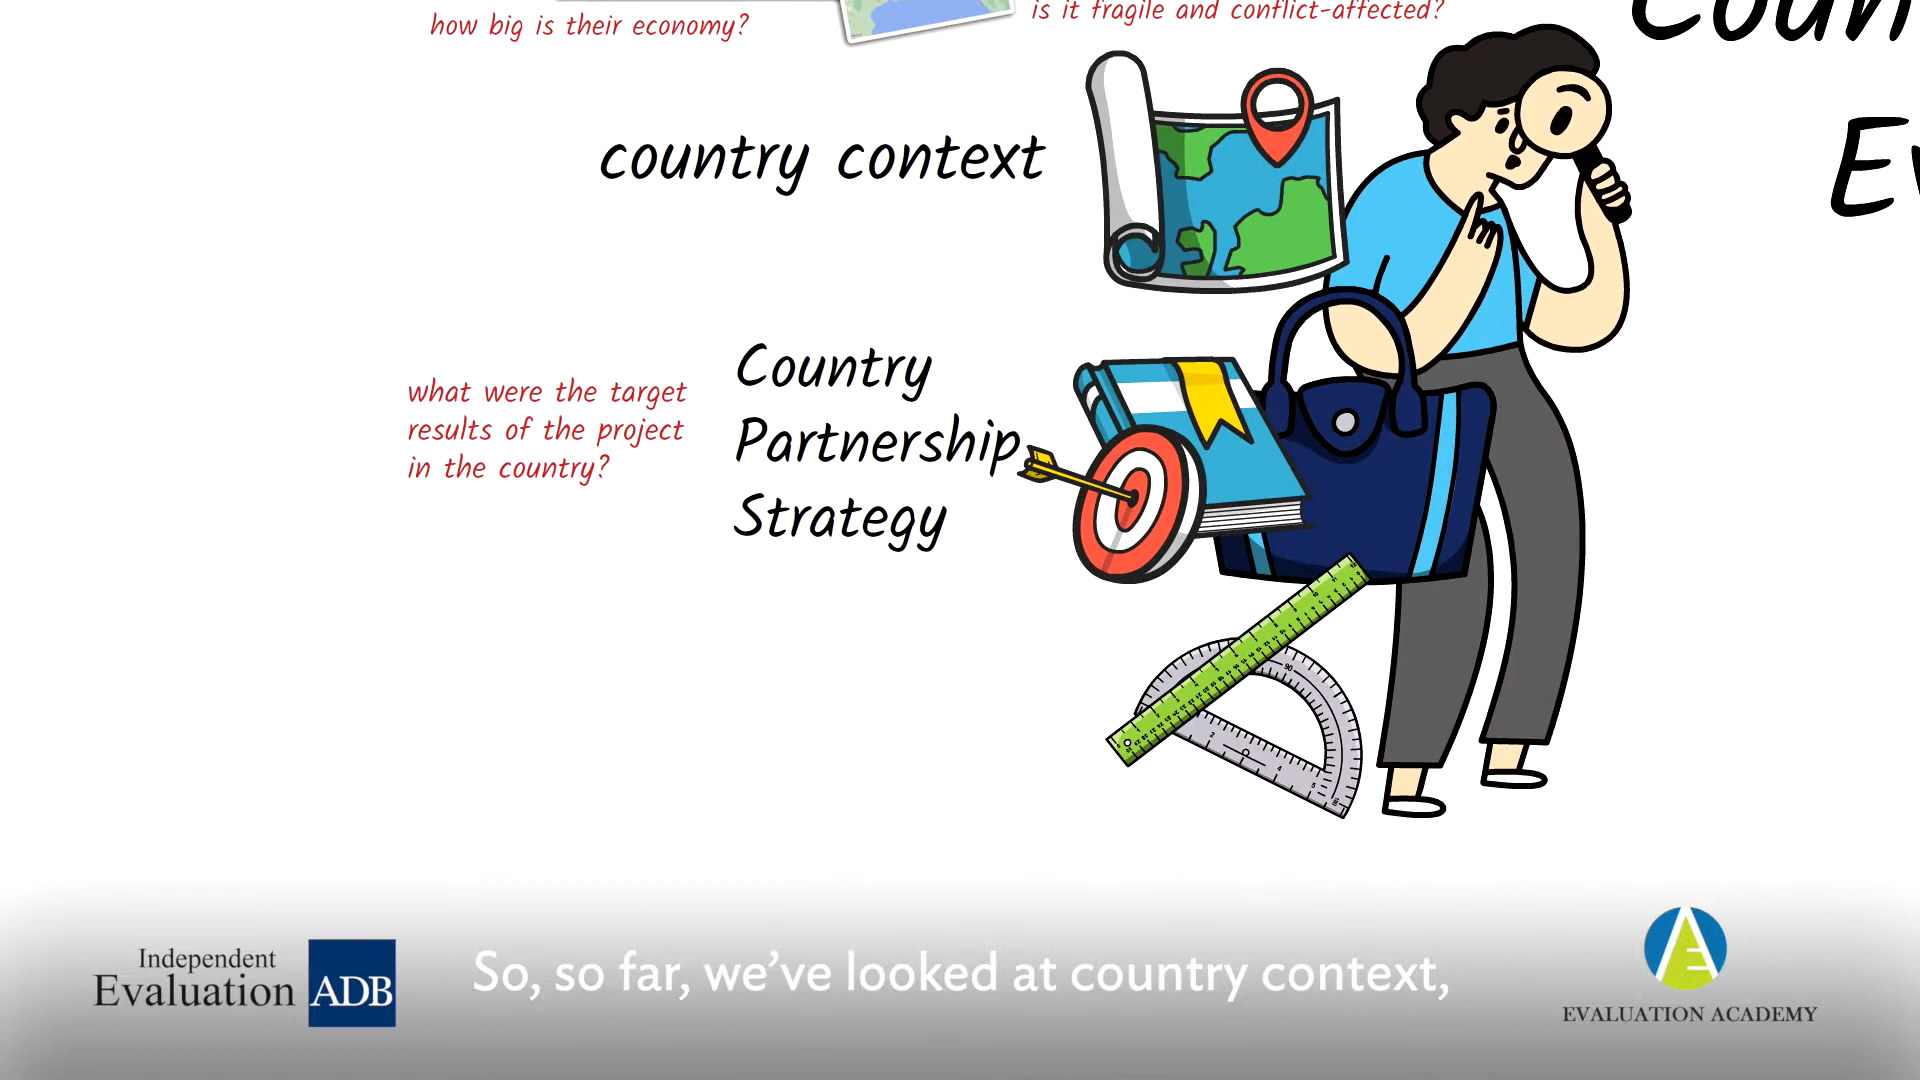 how big is their economy?
is it fragile and conflict-affected?
Coun
country context
Ev
what were the target
results of the project
in the country?
Country
Partnership
Strategy
So, so far, we've looked at country context,
Independent
Evaluation
ADB
EVALUATION ACADEMY